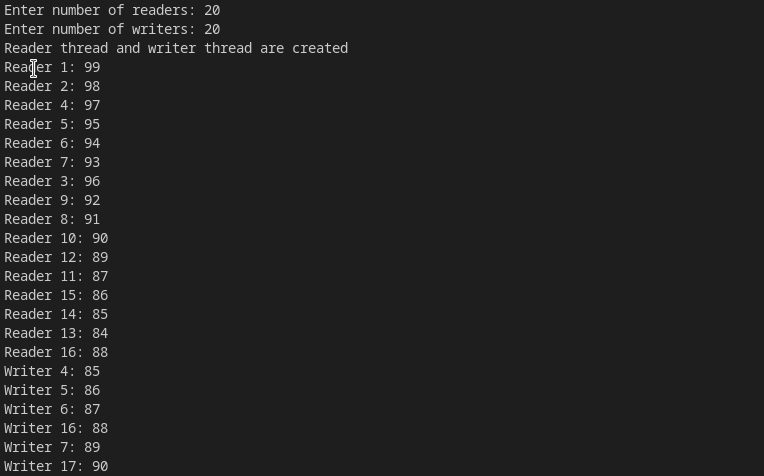 Enter number of readers: 20
Enter number of writers: 20
Reader thread and writer thread are created
Reader 1: 99
Reader 2: 98
Reader 4: 97
Reader 5: 95
Reader 6: 94
Reader 7: 93
Reader 3: 96
Reader 9: 92
Reader 8: 91
Reader 10: 90
Reader 12: 89
Reader 11: 87
Reader 15: 86
Reader 14: 85
Reader 13: 84
Reader 16: 88
Writer 4: 85
Writer 5: 86
Writer 6: 87
Writer 16: 88
Writer 7: 89
Writer 17: 90